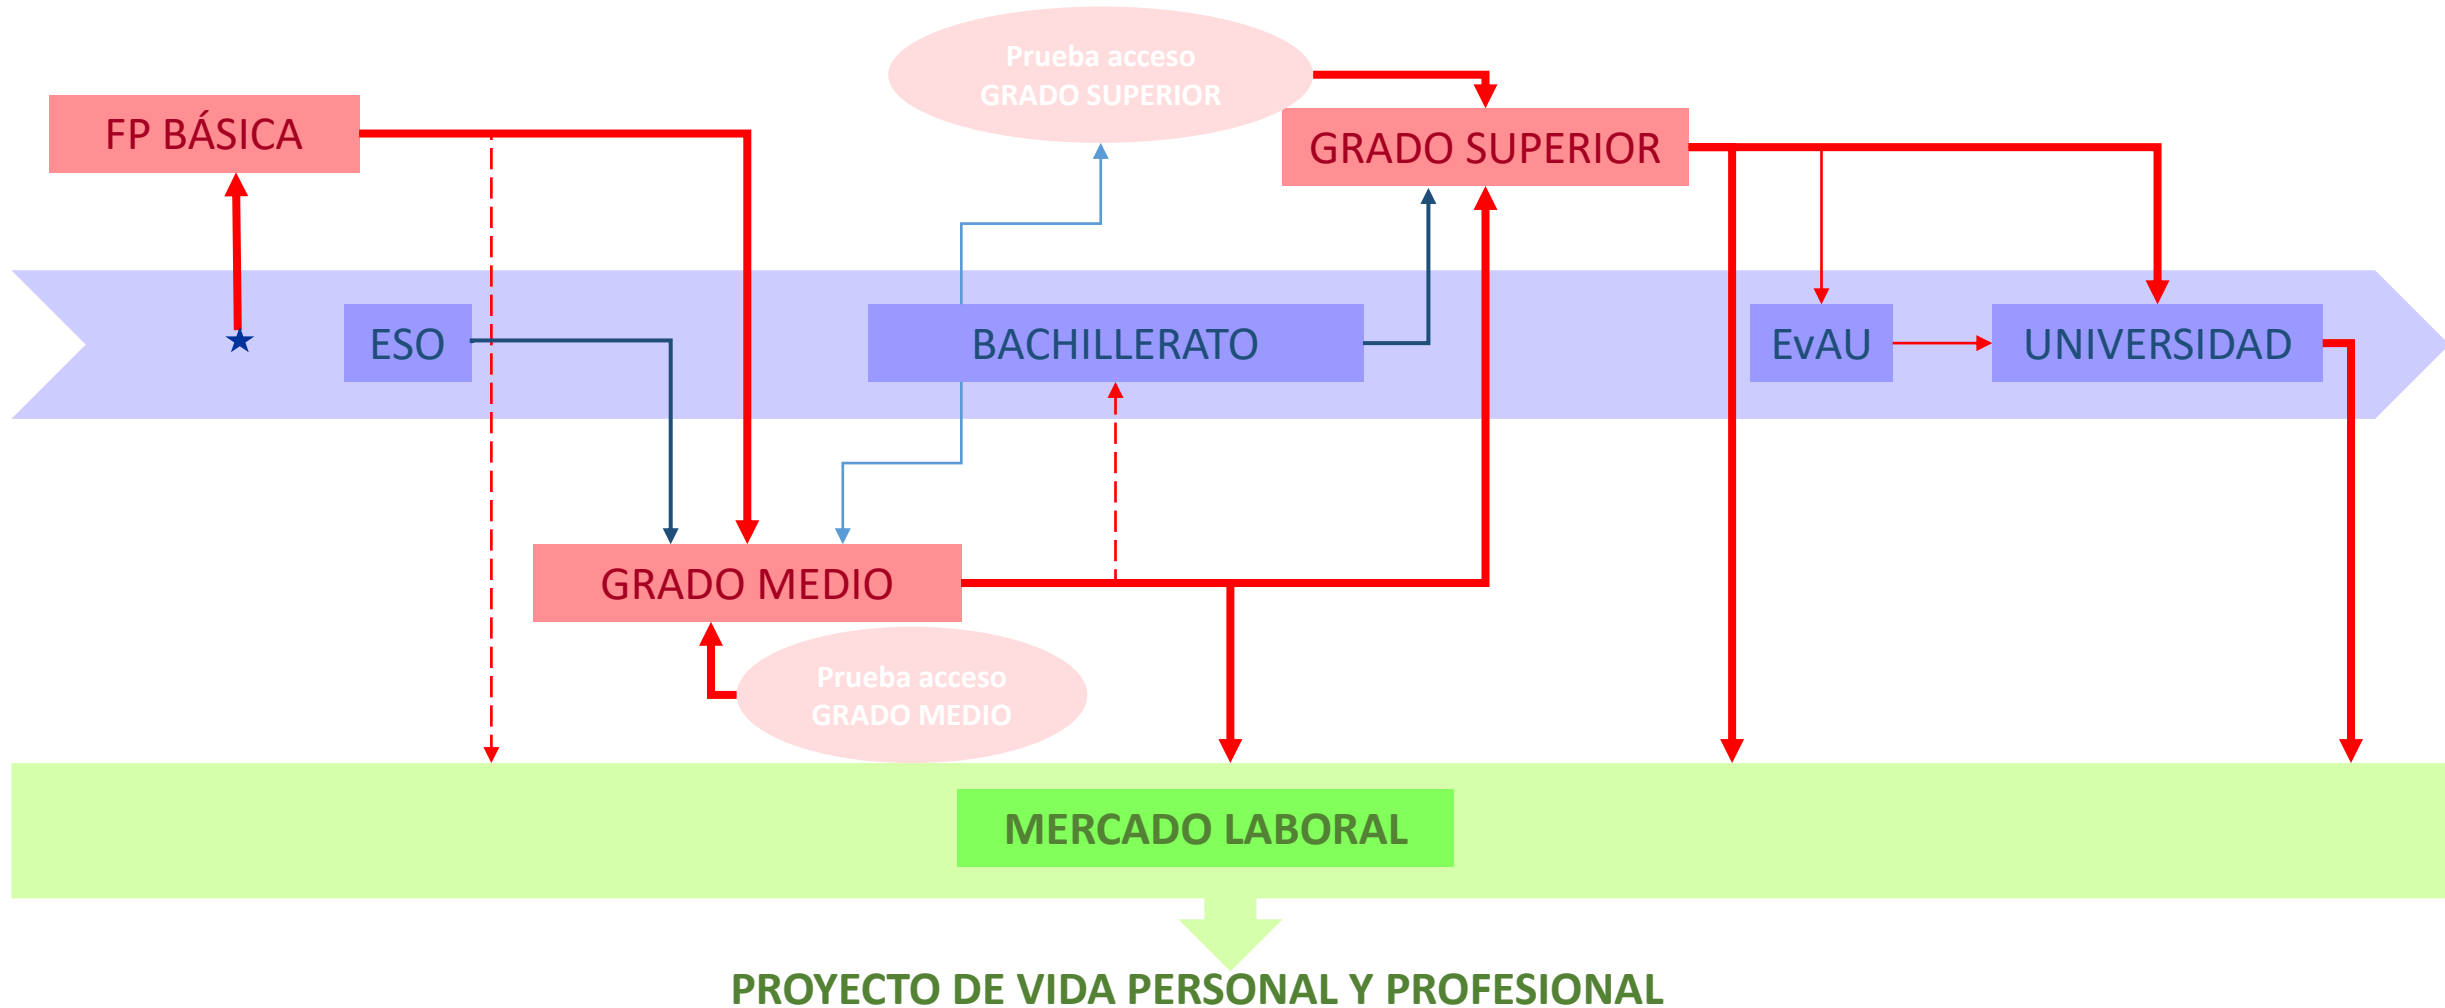 Prueba acceso
GRADO SUPERIOR
FP BÁSICA
GRADO SUPERIOR
ESO
BACHILLERATO
EvAU
UNIVERSIDAD
GRADO MEDIO
Prueba acceso
GRADO MEDIO
MERCADO LABORAL
PROYECTO DE VIDA PERSONAL Y PROFESIONAL